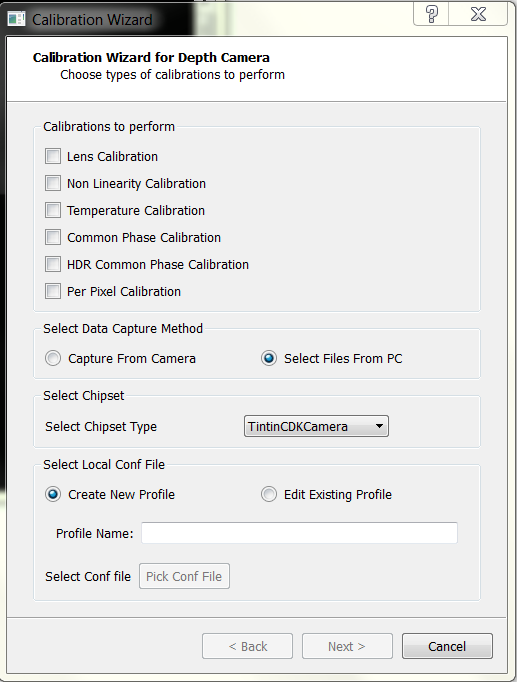 Calibration Wizard
?
Calibration Wizard for Depth Camera
Choose types of calibrations to perform
Calibrations to perform
Lens Calibration
Non Linearity Calibration
Temperature Calibration
Common Phase Calibration
HDR Common Phase Calibration
Per Pixel Calibration
Select Data Capture Method
Capture From Camera Select Files From PC
Select Chipset
Select Chipset Type TintinCDKCamera
Select Local Conf File
Create New Profile Edit Existing Profile
Profile Name:
Select Conf file Pick Conf File
< Back Next > Cancel